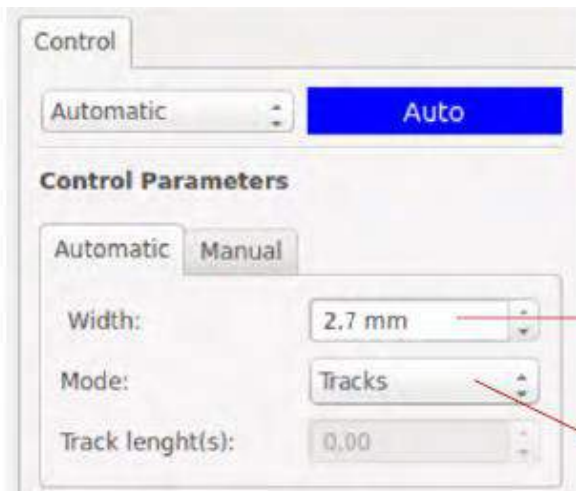 Control
Automatic Auto
Control Parameters
Automatic Manual
Width: 2.7 mm
Mode: Tracks
Track lenght(s): 0.00